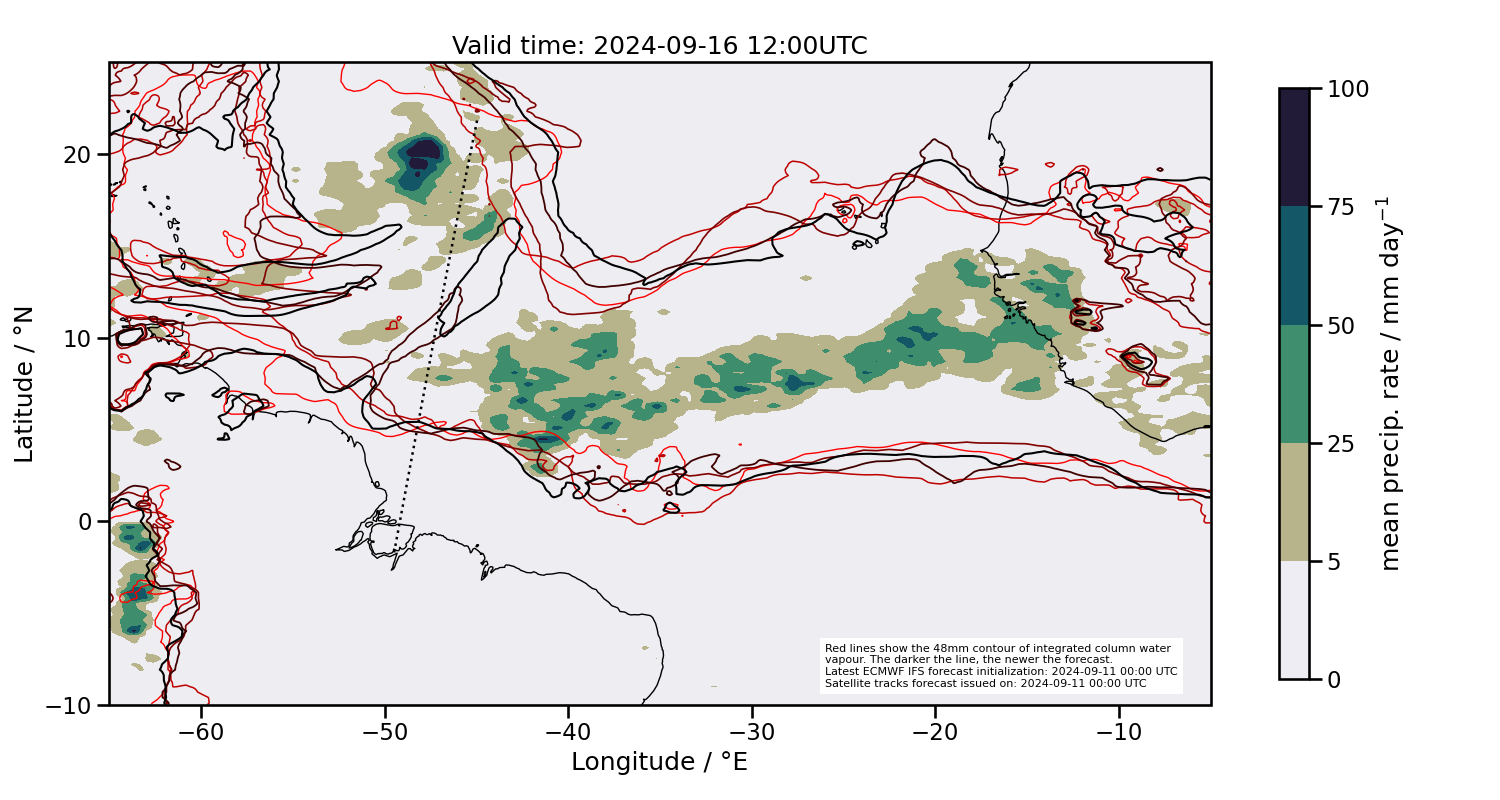 Valid time: 2024-09-16 12:00UTC
Latitude / °N
20
10
0
−10
−60
−50
−40
−30
−20
−10
Longitude / °E
Red lines show the 48mm contour of integrated column water
vapour. The darker the line, the newer the forecast.
Latest ECMWF IFS forecast initialization: 2024-09-11 00:00 UTC
Satellite tracks forecast issued on: 2024-09-11 00:00 UTC
100
75
50
25
5
0
mean precip. rate / mm day⁻¹